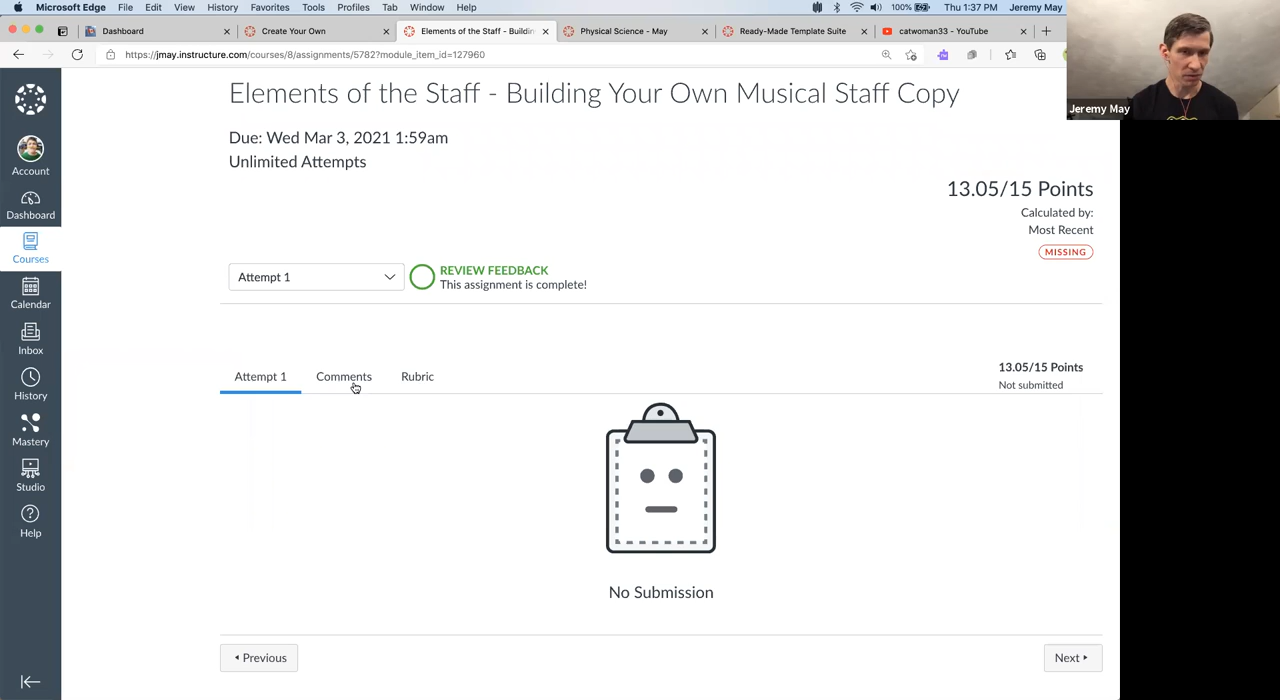 Microsoft Edge File Edit View History Favorites Tools Profiles Tab Window Help 100% Thu 1:37 PM Jeremy May
Dashboard Create Your Own Elements of the Staff - Buildin Physical Science - May Ready-Made Template Suite catwoman33 - YouTube
https://jmay.instructure.com/courses/8/assignments/5782?module_item_id=127960
Jeremy May
Elements of the Staff - Building Your Own Musical Staff Copy
Due: Wed Mar 3, 2021 1:59am
Unlimited Attempts
13.05/15 Points
Calculated by:
Most Recent
MISSING
Attempt 1
REVIEW FEEDBACK
This assignment is complete!
Attempt 1 Comments Rubric
13.05/15 Points
Not submitted
No Submission
Previous
Next
Account
Dashboard
Courses
Calendar
Inbox
History
Mastery
Studio
Help